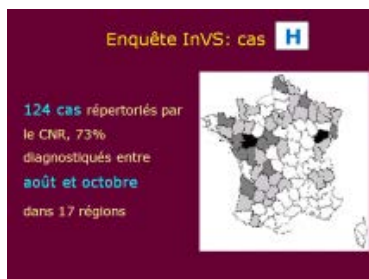 Enquête InVS: cas H
124 cas répertoriés par
le CNR, 73%
diagnostiqués entre
août et octobre
dans 17 régions